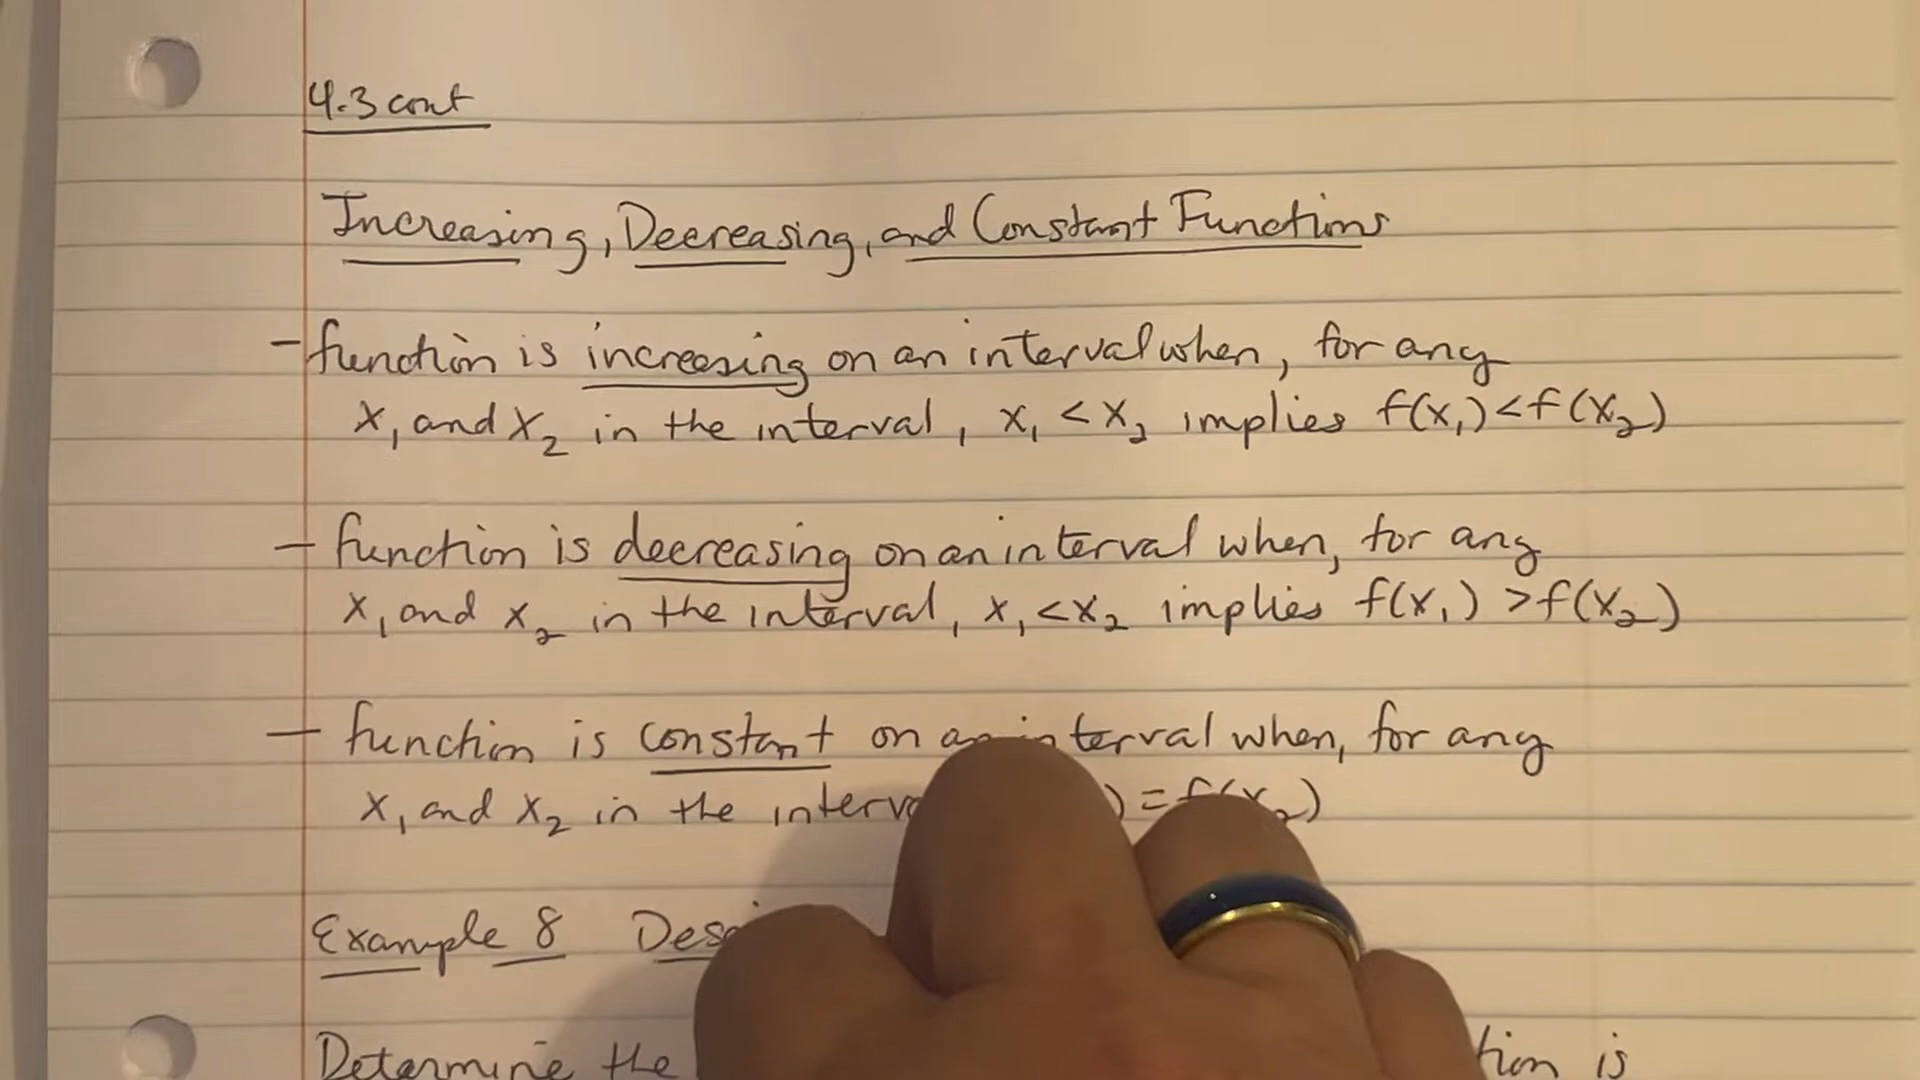 4.3 cont
Increasing, Decreasing, and Constant Functions
- function is increasing on an interval when, for any
x₁ and x₂ in the interval, x₁ < x₂ implies f(x₁) < f(x₂)
- function is decreasing on an interval when, for any
x₁ and x₂ in the interval, x₁ < x₂ implies f(x₁) > f(x₂)
- function is constant on an interval when, for any
x₁ and x₂ in the ) = f(x₂)
Example 8
Determine the is